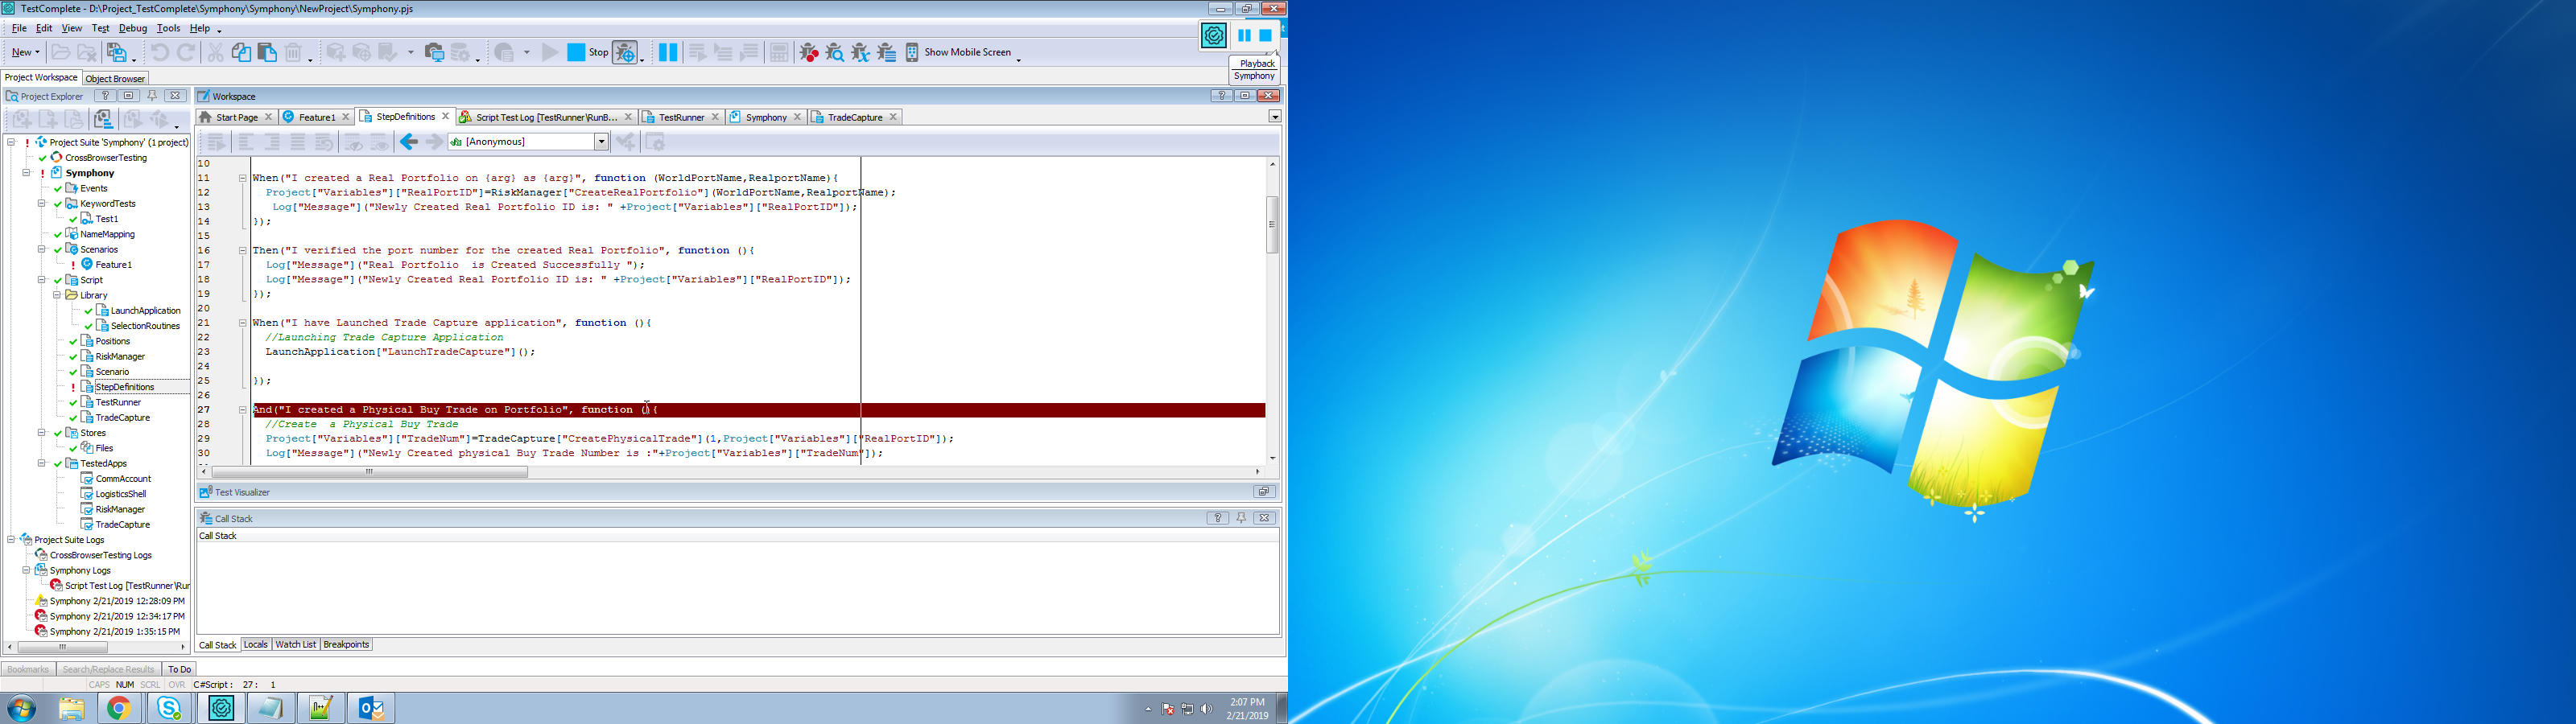 TestComplete - D:\Project_TestComplete\Symphony\Symphony\NewProject\Symphony.pjs
File Edit View Test Debug Tools Help
New Stop Show Mobile Screen
Playback
Symphony
Project Workspace Object Browser
Project Explorer
Workspace
Start Page Feature1 StepDefinitions Script Test Log [TestRunner\RunB... TestRunner Symphony TradeCapture
[Anonymous]
Project Suite 'Symphony' (1 project)
CrossBrowserTesting
Symphony
Events
KeywordTests
Test1
NameMapping
Scenarios
Feature1
Script
Library
LaunchApplication
SelectionRoutines
Positions
RiskManager
Scenario
StepDefinitions
TestRunner
TradeCapture
Stores
Files
TestedApps
CommAccount
LogisticsShell
RiskManager
TradeCapture
Project Suite Logs
CrossBrowserTesting Logs
Symphony Logs
Script Test Log [TestRunner\Rur
Symphony 2/21/2019 12:28:09 PM
Symphony 2/21/2019 12:34:17 PM
Symphony 2/21/2019 1:35:15 PM
10
11 When("I created a Real Portfolio on {arg} as {arg}", function (WorldPortName,RealportName){
12 Project["Variables"]["RealPortID"]=RiskManager["CreateRealPortfolio"](WorldPortName,RealportName);
13 Log["Message"]("Newly Created Real Portfolio ID is: " +Project["Variables"]["RealPortID"]);
14 });
15
16 Then("I verified the port number for the created Real Portfolio", function (){
17 Log["Message"]("Real Portfolio  is Created Successfully ");
18 Log["Message"]("Newly Created Real Portfolio ID is: " +Project["Variables"]["RealPortID"]);
19 });
20
21 When("I have Launched Trade Capture application", function (){
22 //Launching Trade Capture Application
23 LaunchApplication["LaunchTradeCapture"]();
24
25 });
26
27 And("I created a Physical Buy Trade on Portfolio", function (){
28 //Create  a Physical Buy Trade
29 Project["Variables"]["TradeNum"]=TradeCapture["CreatePhysicalTrade"](1,Project["Variables"]["RealPortID"]);
30 Log["Message"]("Newly Created physical Buy Trade Number is :"+Project["Variables"]["TradeNum"]);
Test Visualizer
Call Stack
Call Stack
Call Stack Locals Watch List Breakpoints
Bookmarks Search/Replace Results To Do
CAPS NUM SCRL OVR C#Script : 27 : 1
2:07 PM
2/21/2019